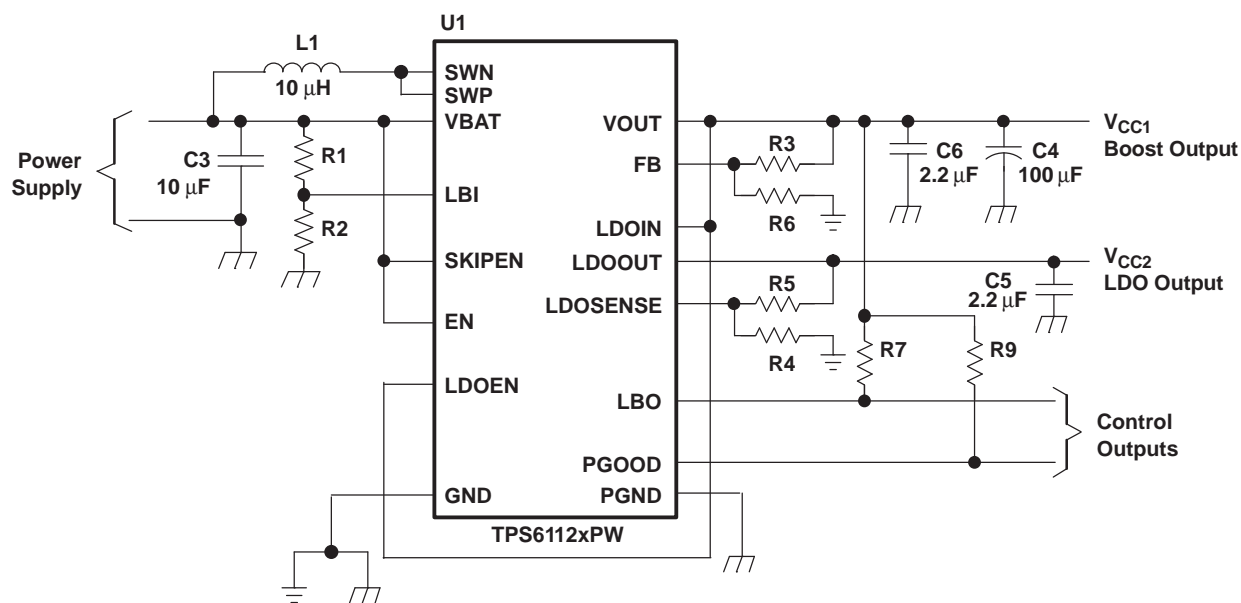 U1
L1
10 μH
SWN
SWP
VBAT
VOUT
VCC1
Boost Output
Power
Supply
C3
10 μF
R1
FB
R3
C6
2.2 μF
C4
100 μF
LBI
R6
R2
LDOIN
SKIPEN
LDOOUT
VCC2
LDO Output
R5
C5
2.2 μF
LDOSENSE
EN
R4
R7
R9
LDOEN
LBO
Control
Outputs
PGOOD
GND
PGND
TPS6112xPW